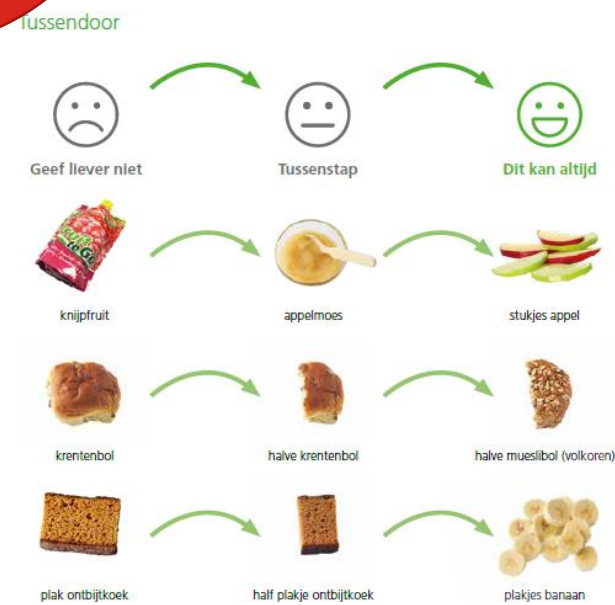 Tussendoor
Geef liever niet
Tussenstap
Dit kan altijd
knijpfruit
appelmoes
stukjes appel
krentenbol
halve krentenbol
halve mueslibol (volkoren)
plak ontbijtkoek
half plakje ontbijtkoek
plakjes banaan